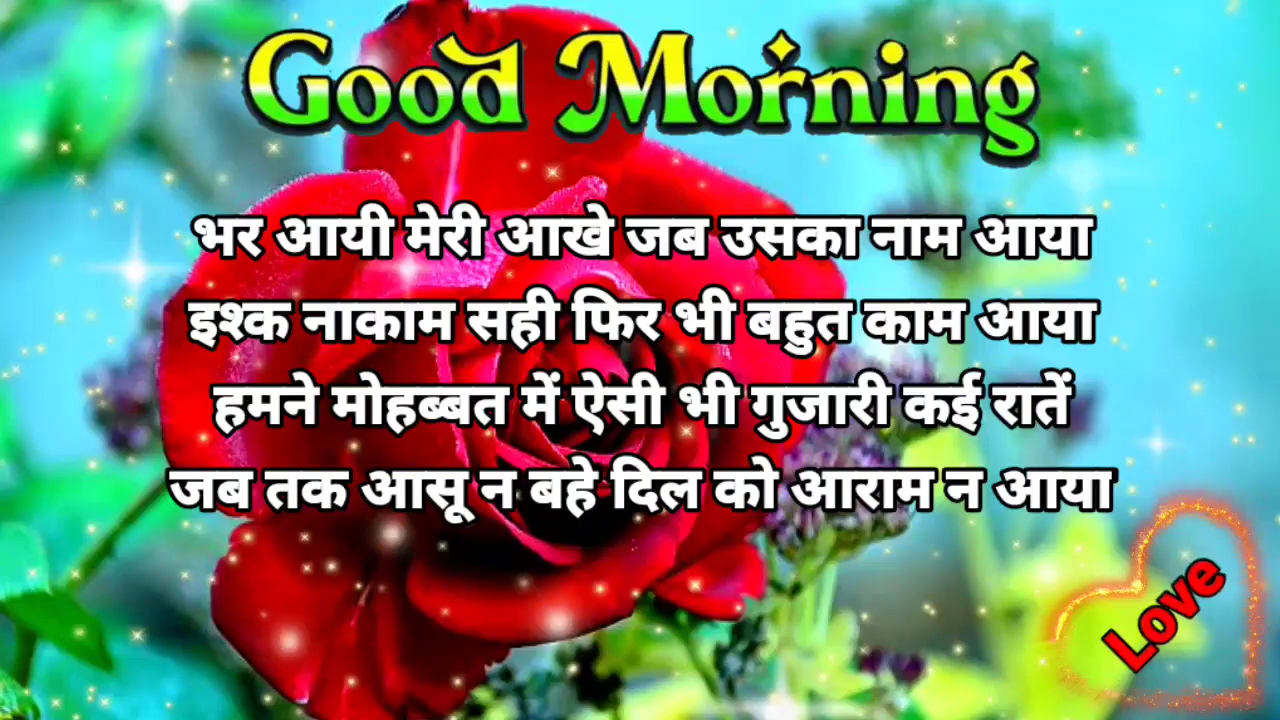 Good Morning
भर आयी मेरी आखे जब उसका नाम आया
इश्क नाकाम सही फिर भी बहुत काम आया
हमने मोहब्बत में ऐसी भी गुजारी कई रातें
जब तक आसू न बहे दिल को आराम न आया
Love